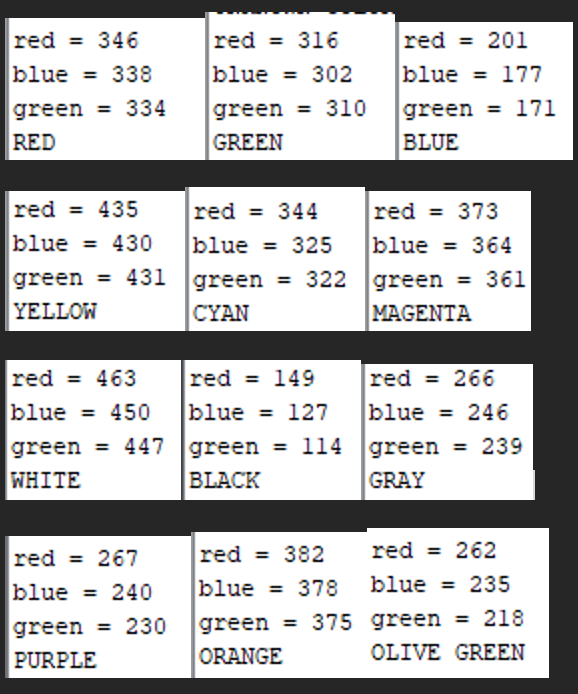 red = 346
blue = 338
green = 334
RED
red = 316
blue = 302
green = 310
GREEN
red = 201
blue = 177
green = 171
BLUE
red = 435
blue = 430
green = 431
YELLOW
red = 344
blue = 325
green = 322
CYAN
red = 373
blue = 364
green = 361
MAGENTA
red = 463
blue = 450
green = 447
WHITE
red = 149
blue = 127
green = 114
BLACK
red = 266
blue = 246
green = 239
GRAY
red = 267
blue = 240
green = 230
PURPLE
red = 382
blue = 378
green = 375
ORANGE
red = 262
blue = 235
green = 218
OLIVE GREEN